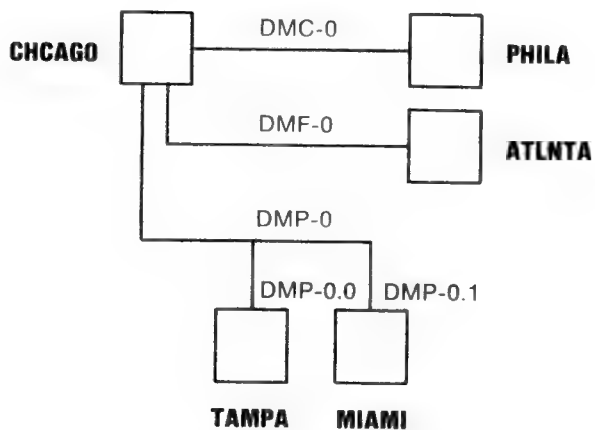 DMC-0
CHCAGO
PHILA
DMF-0
ATLNTA
DMP-0
DMP-0.0
DMP-0.1
TAMPA
MIAMI